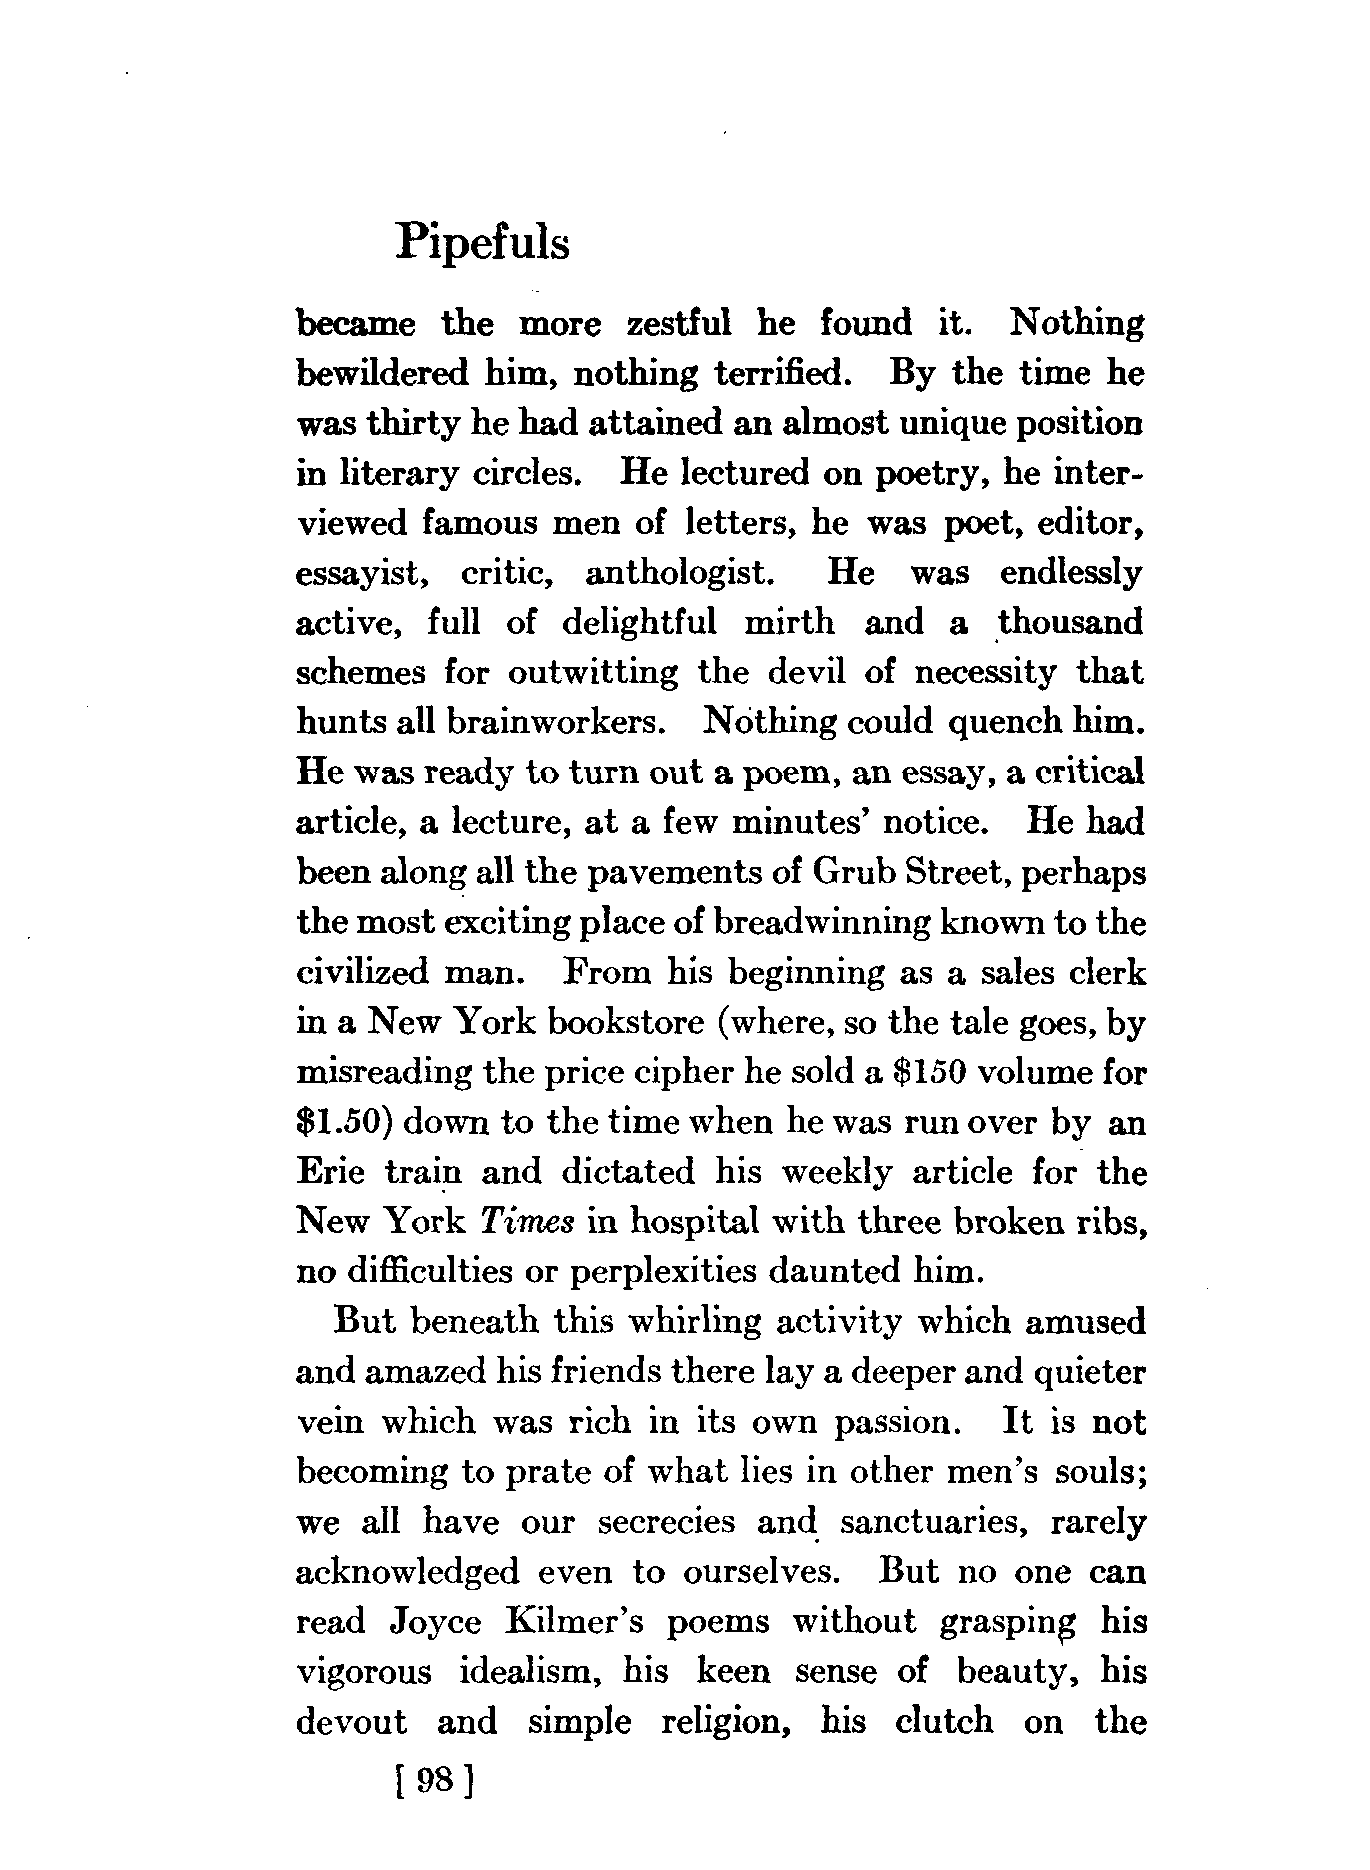 Pipefuls
became the more zestful he found it. Nothing
bewildered him, nothing terrified. By the time he
was thirty he had attained an almost unique position
in literary circles. He lectured on poetry, he inter-
viewed famous men of letters, he was poet, editor,
essayist, critic, anthologist. He was endlessly
active, full of delightful mirth and a thousand
schemes for outwitting the devil of necessity that
hunts all brainworkers. Nothing could quench him.
He was ready to turn out a poem, an essay, a critical
article, a lecture, at a few minutes' notice. He had
been along all the pavements of Grub Street, perhaps
the most exciting place of breadwinning known to the
civilized man. From his beginning as a sales clerk
in a New York bookstore (where, so the tale goes, by
misreading the price cipher he sold a $150 volume for
$1.50) down to the time when he was run over by an
Erie train and dictated his weekly article for the
New York Times in hospital with three broken ribs,
no difficulties or perplexities daunted him.
But beneath this whirling activity which amused
and amazed his friends there lay a deeper and quieter
vein which was rich in its own passion. It is not
becoming to prate of what lies in other men's souls;
we all have our secrecies and sanctuaries, rarely
acknowledged even to ourselves. But no one can
read Joyce Kilmer's poems without grasping his
vigorous idealism, his keen sense of beauty, his
devout and simple religion, his clutch on the
[ 98 ]